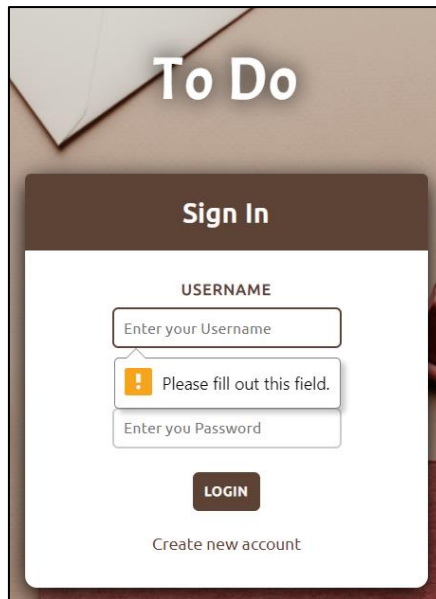 To Do
Sign In
USERNAME
Enter your Username
! Please fill out this field.
Enter you Password
LOGIN
Create new account